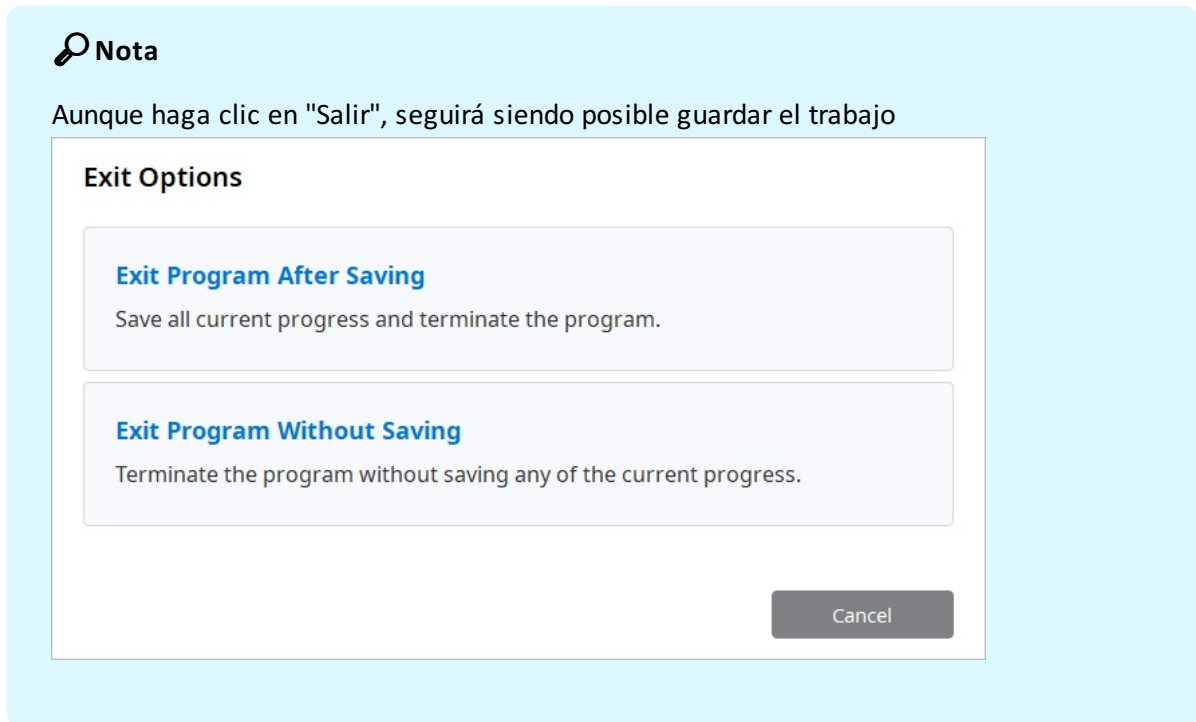 Nota
Aunque haga clic en "Salir", seguirá siendo posible guardar el trabajo
Exit Options
Exit Program After Saving
Save all current progress and terminate the program.
Exit Program Without Saving
Terminate the program without saving any of the current progress.
Cancel